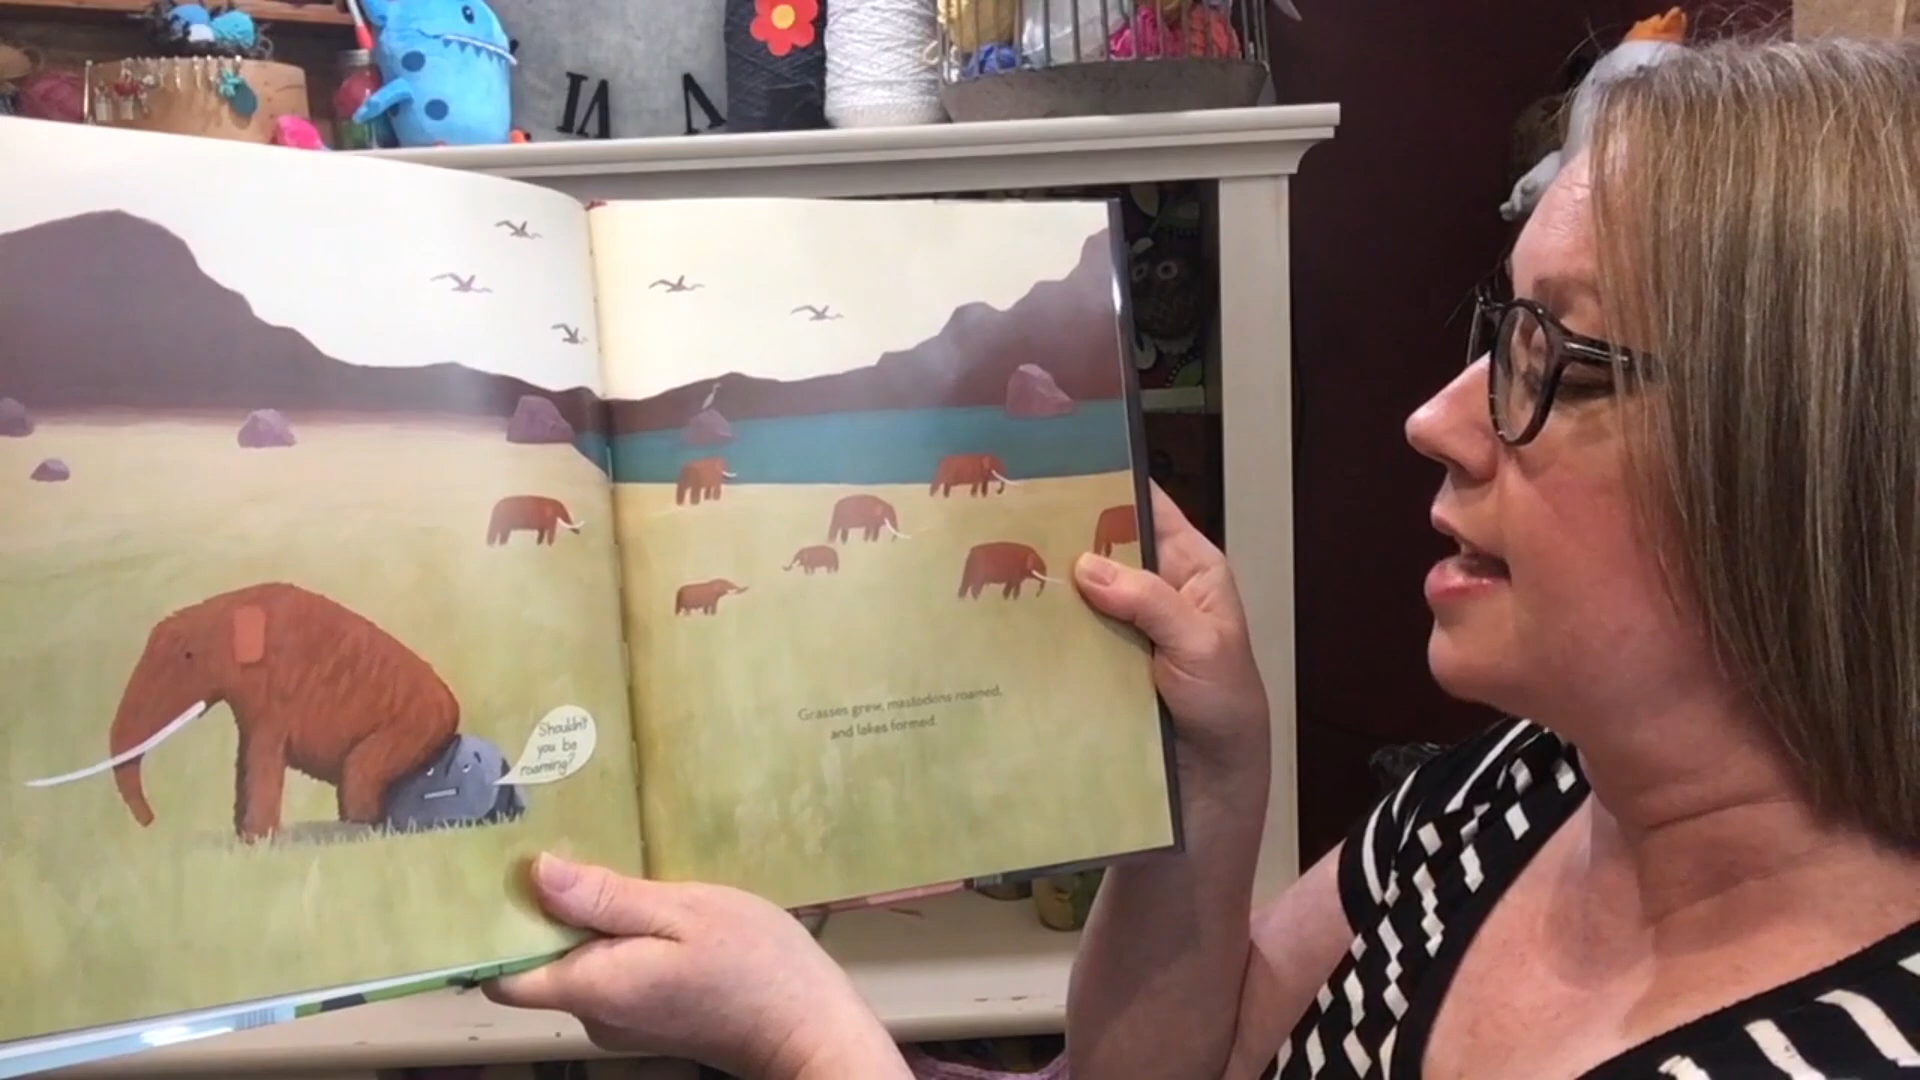 Shouldn't
you be
roaming?
Grasses grew, mastodons roamed,
and lakes formed.